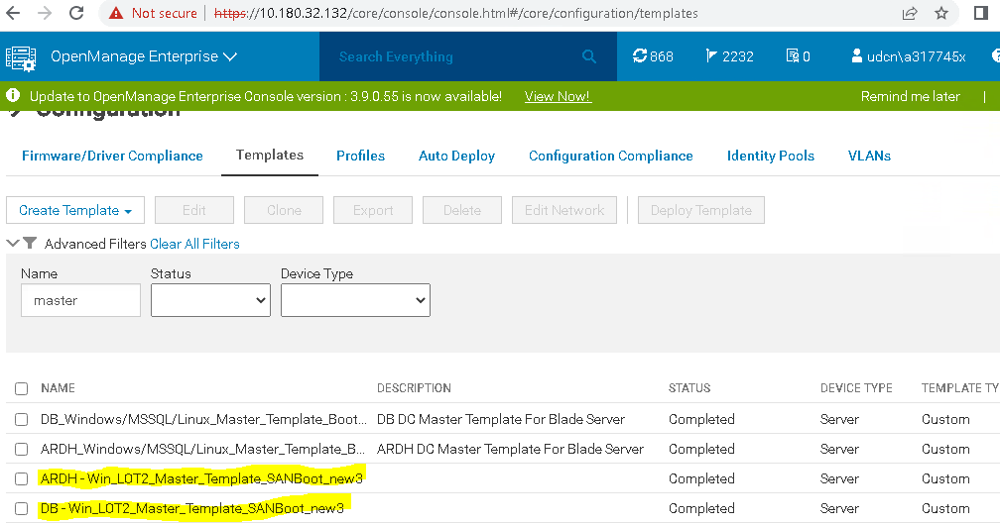 Not secure | https://10.180.32.132/core/console/console.html#/core/configuration/templates
OpenManage Enterprise Search Everything 868 2232 0 udcn\a317745x
Update to OpenManage Enterprise Console version : 3.9.0.55 is now available! View Now! Remind me later |
Configuration
Firmware/Driver Compliance Templates Profiles Auto Deploy Configuration Compliance Identity Pools VLANs
Create Template Edit Clone Export Delete Edit Network Deploy Template
Advanced Filters Clear All Filters
Name Status Device Type
master
NAME DESCRIPTION STATUS DEVICE TYPE TEMPLATE TY
DB_Windows/MSSQL/Linux_Master_Template_Boot... DB DC Master Template For Blade Server Completed Server Custom
ARDH_Windows/MSSQL/Linux_Master_Template_B... ARDH DC Master Template For Blade Server Completed Server Custom
ARDH - Win_LOT2_Master_Template_SANBoot_new3 Completed Server Custom
DB - Win_LOT2_Master_Template_SANBoot_new3 Completed Server Custom